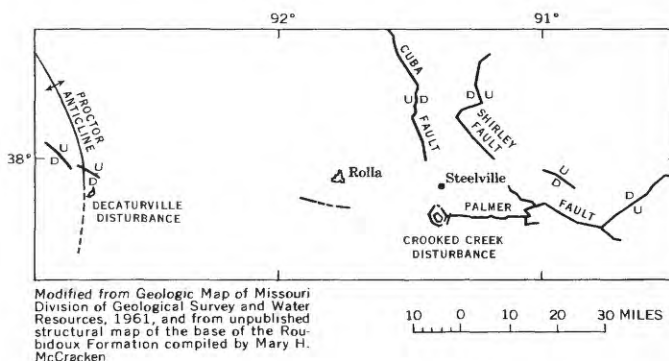 92°
91°
38°
PROCTOR
ANTICLINE
U
D
U
D
DECATURVILLE
DISTURBANCE
Rolla
CUBA
FAULT
U D
D U
SHIRLEY
FAULT
Steelville
U
D
PALMER
FAULT
D
U
CROOKED CREEK
DISTURBANCE
Modified from Geologic Map of Missouri
Division of Geological Survey and Water
Resources, 1961, and from unpublished
structural map of the base of the Rou-
bidoux Formation compiled by Mary H.
McCracken
10 0 10 20 30 MILES